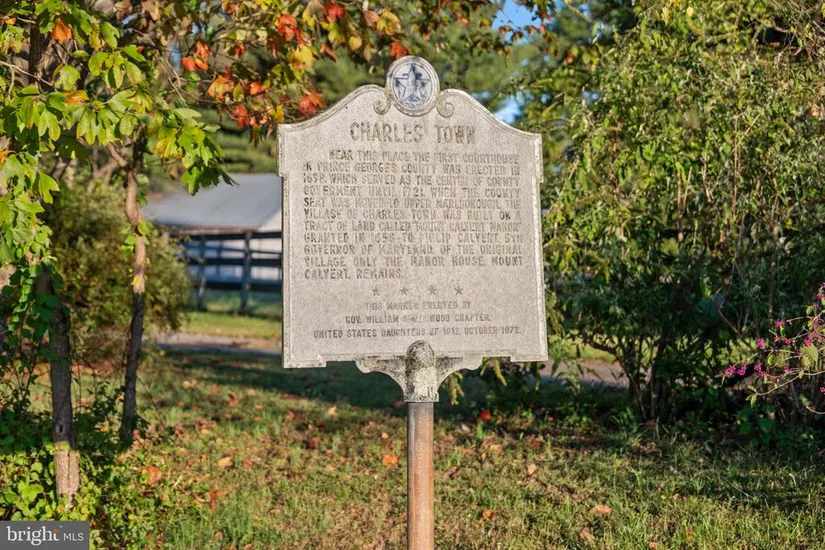 CHARLES TOWN
NEAR THIS PLACE THE FIRST COURTHOUSE
IN PRINCE GEORGES COUNTY WAS ERECTED IN
1698, WHICH SERVED AS THE CENTER OF COUNTY
GOVERMENT UNTIL 1721 WHEN THE COUNTY
SEAT WAS MOVED TO UPPER MARLBOROUGH. THE
VILLAGE OF CHARLES TOWN WAS BUILT ON A
TRACT OF LAND CALLED "MOUNT CALVERT MANOR"
GRANTED IN TO PHILIP CALVERT, 5TH
GOVERNOR OF MARYLAND. OF THE ORIGINAL
VILLAGE ONLY THE MANOR HOUSE, MOUNT
CALVERT, REMAINS.
THIS MARKER ERECTED BY
GOV. WILLIAM SMALLWOOD CHAPTER,
UNITED STATES DAUGHTERS OF 1812, OCTOBER 1972.
bright MLS